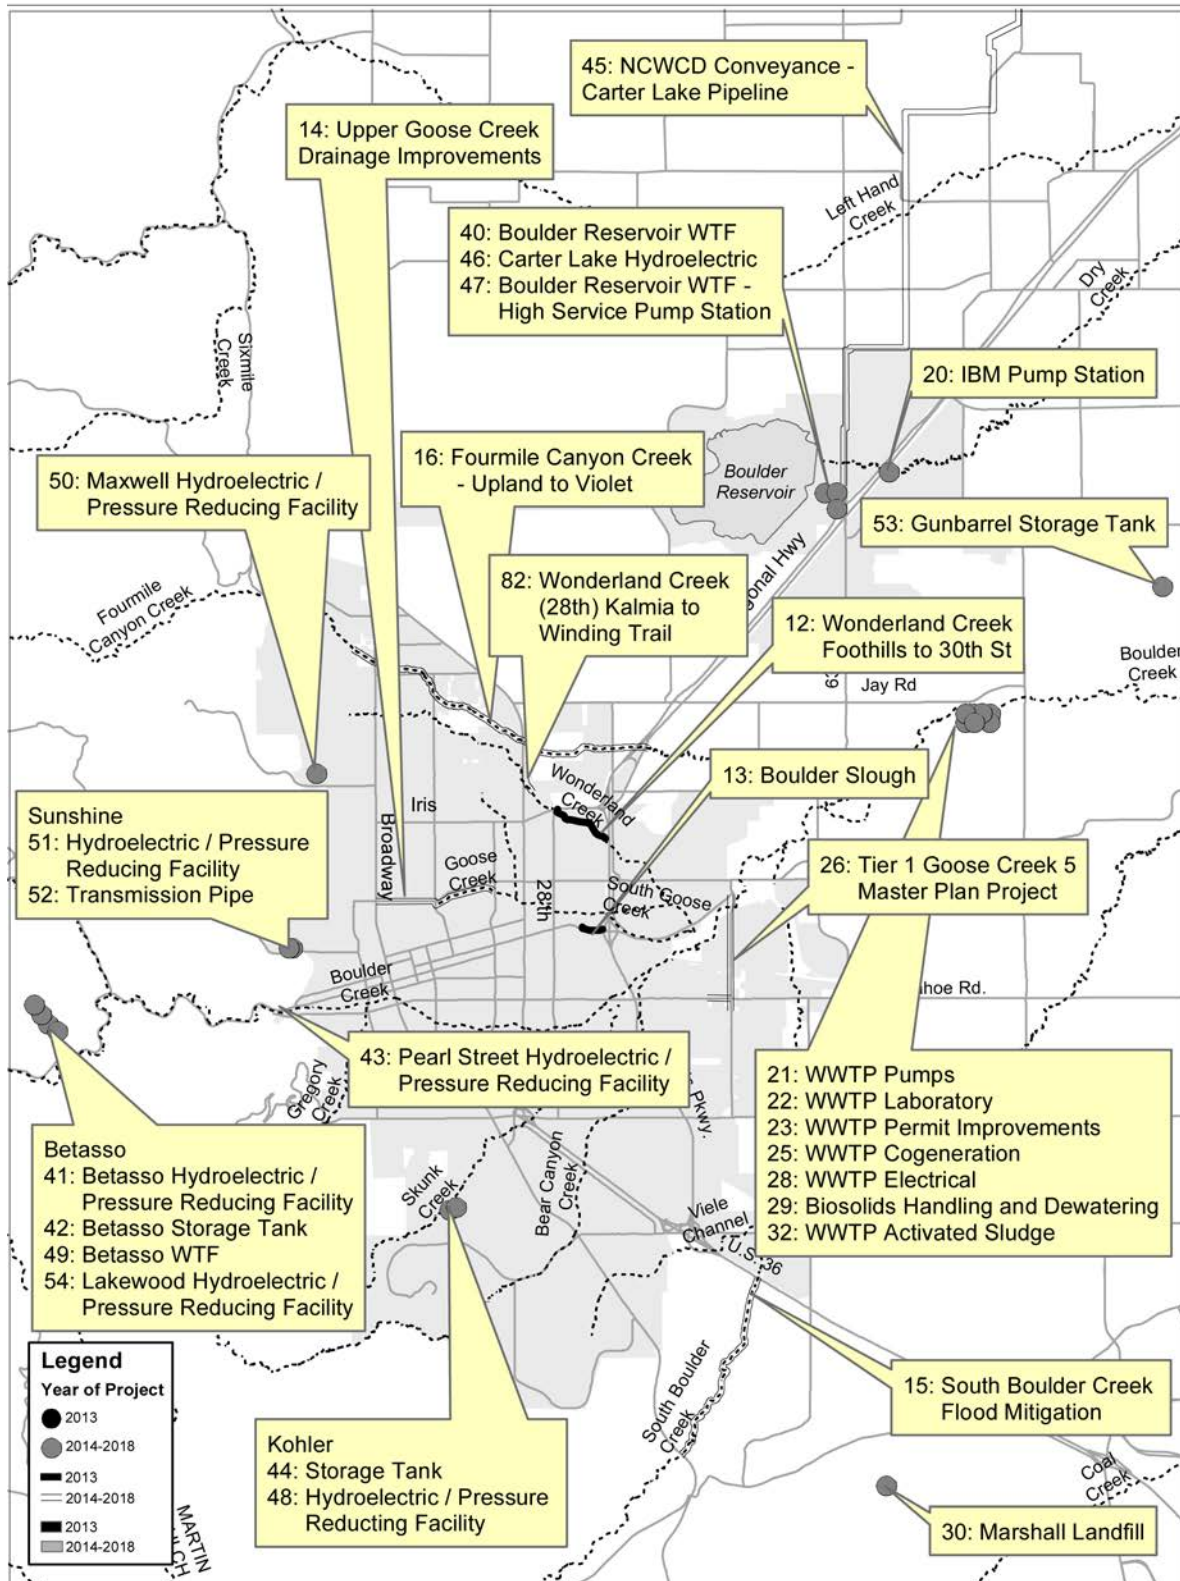 45: NCWCD Conveyance -
Carter Lake Pipeline
14: Upper Goose Creek
Drainage Improvements
Left Hand
Creek
40: Boulder Reservoir WTF
46: Carter Lake Hydroelectric
47: Boulder Reservoir WTF -
High Service Pump Station
Dry
Creek
Sixmile
Creek
20: IBM Pump Station
16: Fourmile Canyon Creek
- Upland to Violet
Boulder
Reservoir
50: Maxwell Hydroelectric /
Pressure Reducing Facility
53: Gunbarrel Storage Tank
gonal Hwy
Fourmile
Canyon Creek
82: Wonderland Creek
(28th) Kalmia to
Winding Trail
12: Wonderland Creek
Foothills to 30th St
Boulder
Creek
Jay Rd
13: Boulder Slough
Wonderland
Creek
Iris
Broadway
Sunshine
51: Hydroelectric / Pressure
Reducing Facility
52: Transmission Pipe
Goose
Creek
28th
South Goose
Creek
26: Tier 1 Goose Creek 5
Master Plan Project
Boulder
Creek
hoe Rd.
43: Pearl Street Hydroelectric /
Pressure Reducing Facility
Gregory
Creek
Pkwy.
21: WWTP Pumps
22: WWTP Laboratory
23: WWTP Permit Improvements
25: WWTP Cogeneration
28: WWTP Electrical
29: Biosolids Handling and Dewatering
32: WWTP Activated Sludge
Betasso
41: Betasso Hydroelectric /
Pressure Reducing Facility
42: Betasso Storage Tank
49: Betasso WTF
54: Lakewood Hydroelectric /
Pressure Reducing Facility
Skunk
Creek
Bear Canyon
Creek
Viele
Channel
U.S. 36
Legend
Year of Project
2013
2014-2018
2013
2014-2018
2013
2014-2018
South Boulder
Creek
15: South Boulder Creek
Flood Mitigation
Kohler
44: Storage Tank
48: Hydroelectric / Pressure
Reducting Facility
Coal
Creek
MARTIN
30: Marshall Landfill